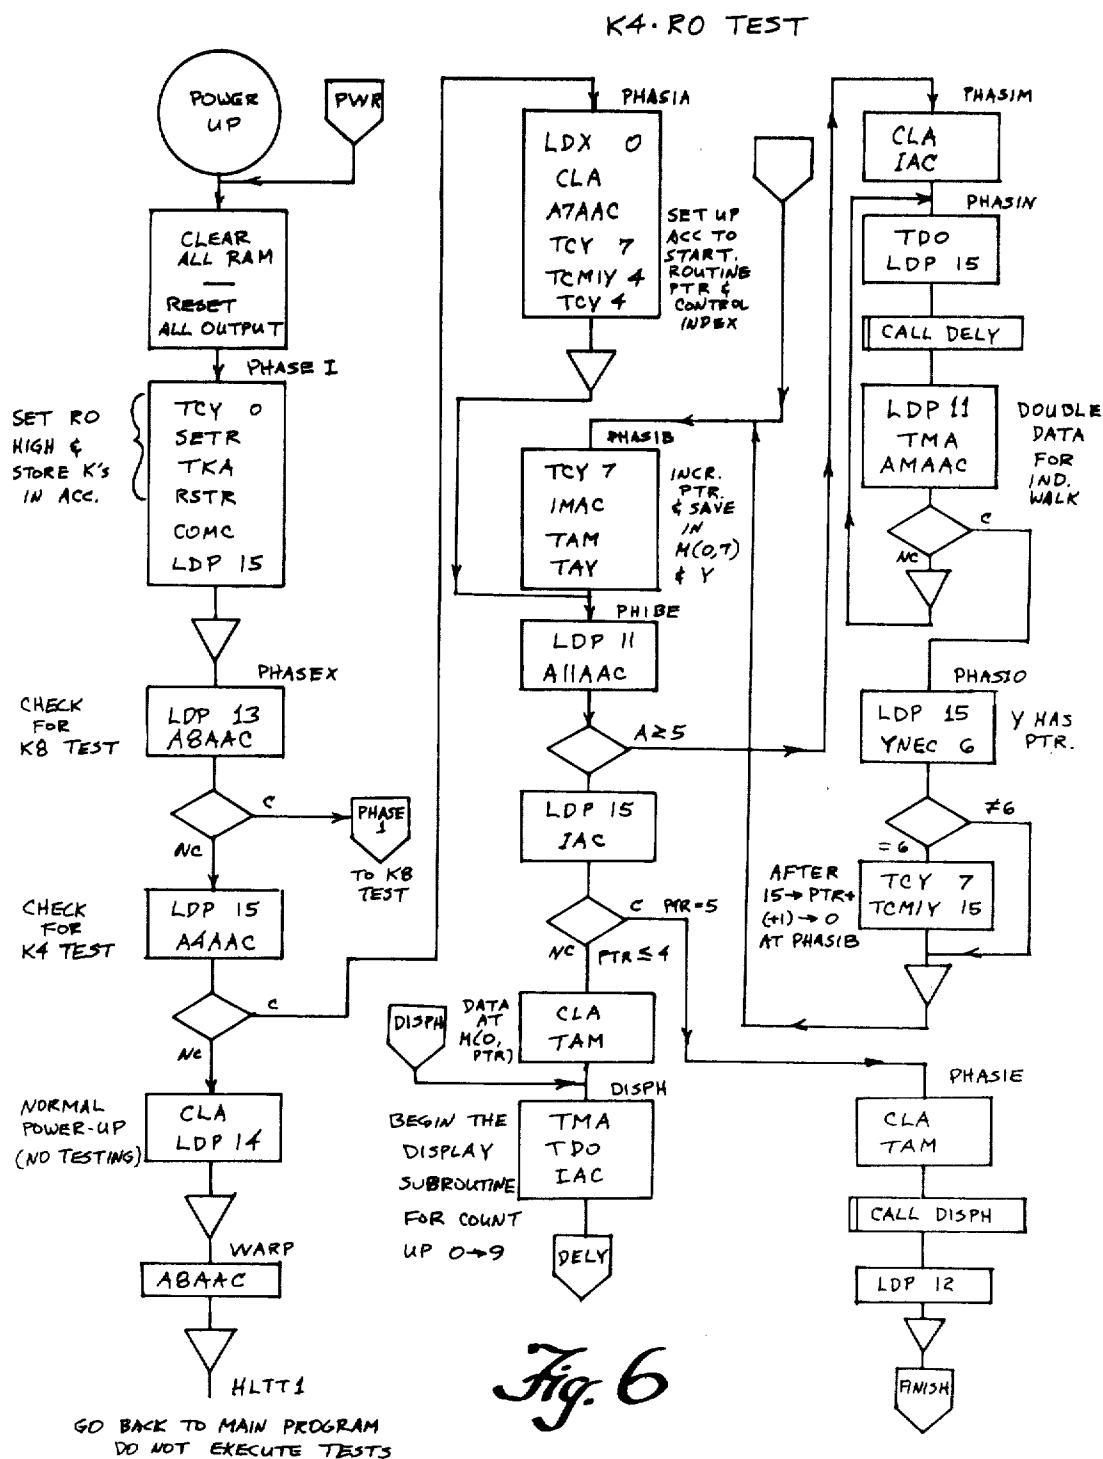 K4·R0 TEST
POWER
UP
PWR
CLEAR
ALL RAM
—
RESET
ALL OUTPUT
PHASE I
SET R0
HIGH &
STORE K'S
IN ACC.
TCY 0
SETR
TKA
RSTR
COMC
LDP 15
PHASEX
CHECK
FOR
K8 TEST
LDP 13
A8AAC
C
NC
PHASE
1
TO K8
TEST
CHECK
FOR
K4 TEST
LDP 15
A4AAC
C
NC
NORMAL
POWER-UP
(NO TESTING)
CLA
LDP 14
WARP
A8AAC
HLTT1
GO BACK TO MAIN PROGRAM
DO NOT EXECUTE TESTS
PHASIA
LDX 0
CLA
A7AAC
TCY 7
TCMIY 4
TCY 4
SET UP
ACC TO
START.
ROUTINE
PTR &
CONTROL
INDEX
PHASIB
TCY 7
IMAC
TAM
TAY
INCR.
PTR.
& SAVE
IN
M(0,7)
& Y
PHIBE
LDP 11
A11AAC
A≥5
LDP 15
IAC
C PTR=5
NC PTR≤4
DISPH
DATA
AT
M(0,
PTR)
CLA
TAM
DISPH
BEGIN THE
DISPLAY
SUBROUTINE
FOR COUNT
UP 0→9
TMA
TDO
IAC
DELY
Fig. 6
PHASIM
CLA
IAC
PHASIN
TDO
LDP 15
CALL DELY
LDP 11
TMA
AMAAC
DOUBLE
DATA
FOR
IND.
WALK
C
NC
PHASIO
LDP 15
YNEC 6
Y HAS
PTR.
≠6
=6
AFTER
15→PTR+
(+1)→0
AT PHASIB
TCY 7
TCMIY 15
PHASIE
CLA
TAM
CALL DISPH
LDP 12
FINISH